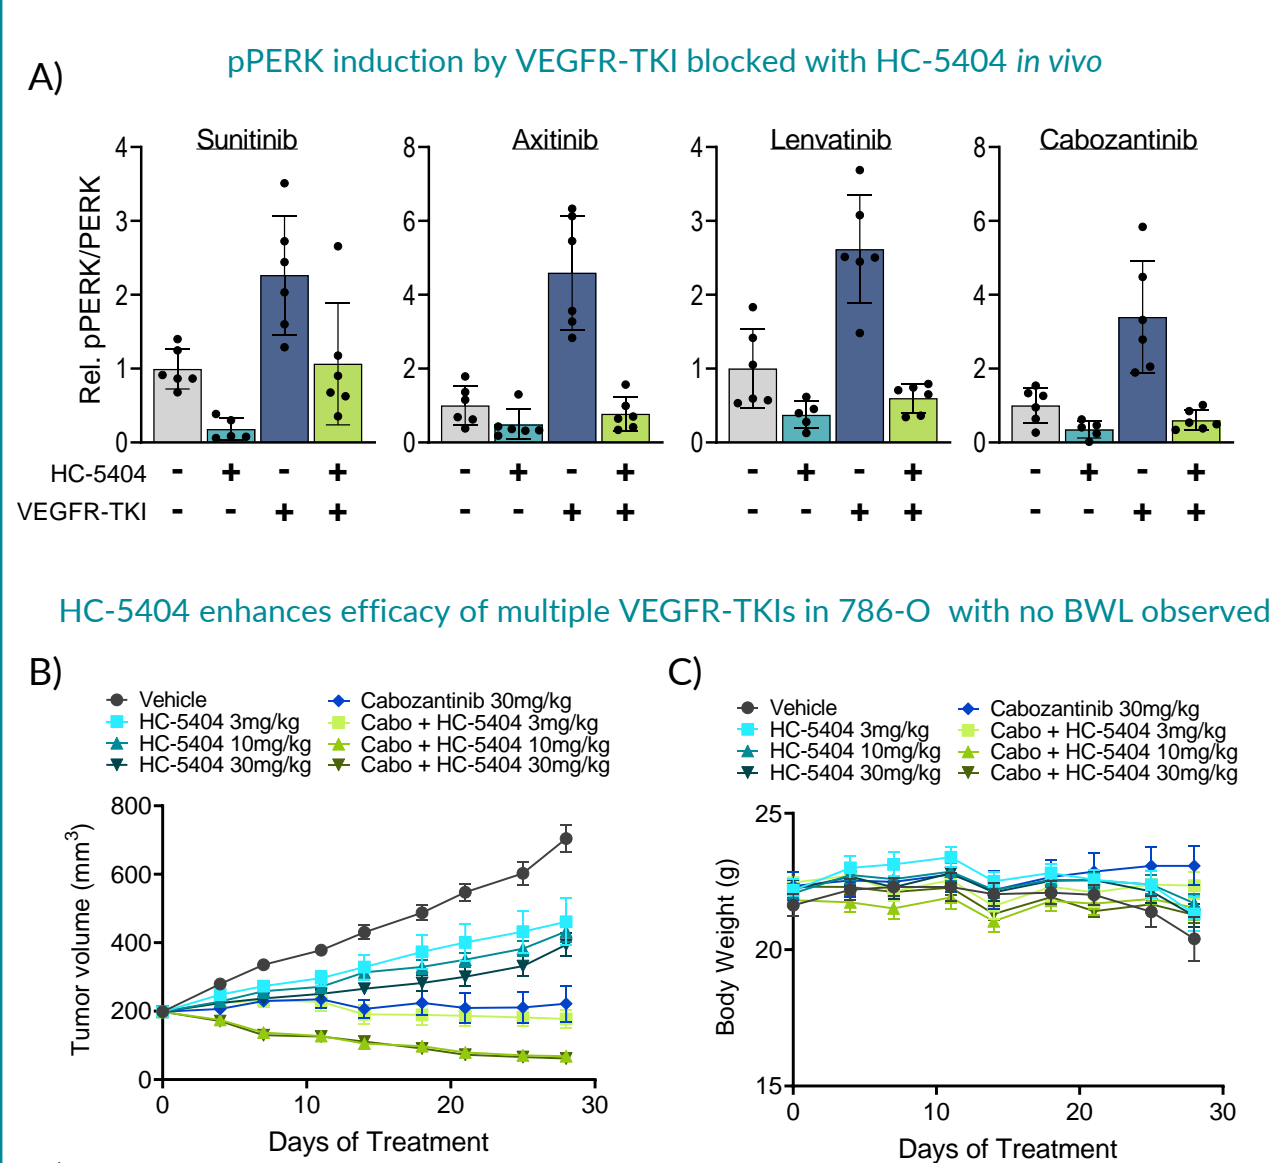 pPERK induction by VEGFR-TKI blocked with HC-5404 in vivo
A)
Sunitinib Axitinib Lenvatinib Cabozantinib
Rel. pPERK/PERK
4 8 4 8
3 6 3 6
2 4 2 4
1 2 1 2
0 0 0 0
HC-5404 - + - + - + - + - + - + - + - +
VEGFR-TKI - - + + - - + + - - + + - - + +
HC-5404 enhances efficacy of multiple VEGFR-TKIs in 786-O with no BWL observed
B)
Vehicle Cabozantinib 30mg/kg
HC-5404 3mg/kg Cabo + HC-5404 3mg/kg
HC-5404 10mg/kg Cabo + HC-5404 10mg/kg
HC-5404 30mg/kg Cabo + HC-5404 30mg/kg
Tumor volume (mm³)
800
600
400
200
0
0 10 20 30
Days of Treatment
C)
Vehicle Cabozantinib 30mg/kg
HC-5404 3mg/kg Cabo + HC-5404 3mg/kg
HC-5404 10mg/kg Cabo + HC-5404 10mg/kg
HC-5404 30mg/kg Cabo + HC-5404 30mg/kg
Body Weight (g)
25
20
15
0 10 20 30
Days of Treatment